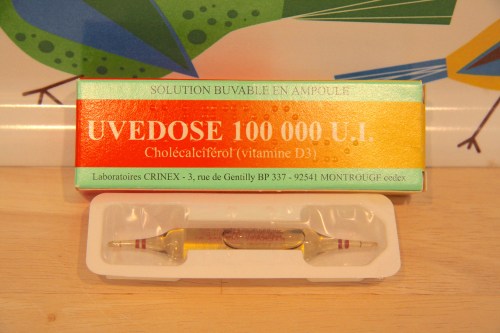 SOLUTION BUVABLE EN AMPOULE
UVEDOSE 100 000 U.I.
Cholécalciférol (vitamine D3)
Laboratoires CRINEX - 3, rue de Gentilly BP 337 - 92541 MONTROUGE cedex